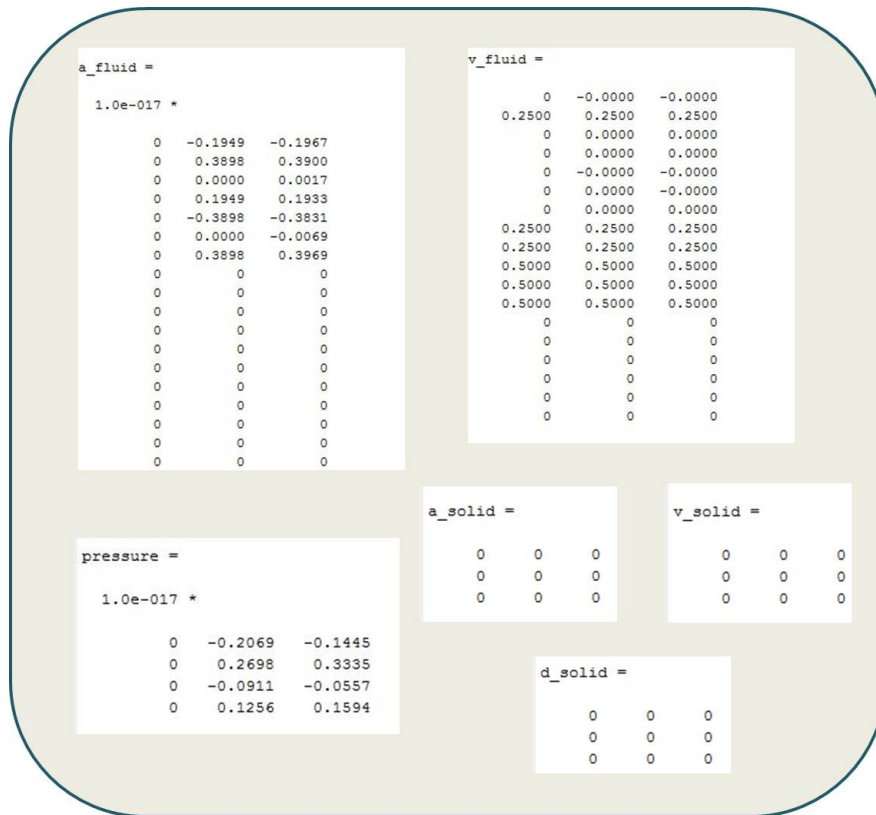 a_fluid =
1.0e-017 *
0 -0.1949 -0.1967
0 0.3898 0.3900
0 0.0000 0.0017
0 0.1949 0.1933
0 -0.3898 -0.3831
0 0.0000 -0.0069
0 0.3898 0.3969
0 0 0
0 0 0
0 0 0
0 0 0
0 0 0
0 0 0
0 0 0
0 0 0
0 0 0
0 0 0
0 0 0
v_fluid =
0 -0.0000 -0.0000
0.2500 0.2500 0.2500
0 0.0000 0.0000
0 0.0000 0.0000
0 -0.0000 -0.0000
0 0.0000 -0.0000
0 0.0000 0.0000
0.2500 0.2500 0.2500
0.2500 0.2500 0.2500
0.5000 0.5000 0.5000
0.5000 0.5000 0.5000
0.5000 0.5000 0.5000
0 0 0
0 0 0
0 0 0
0 0 0
0 0 0
0 0 0
pressure =
1.0e-017 *
0 -0.2069 -0.1445
0 0.2698 0.3335
0 -0.0911 -0.0557
0 0.1256 0.1594
a_solid =
0 0 0
0 0 0
0 0 0
v_solid =
0 0 0
0 0 0
0 0 0
d_solid =
0 0 0
0 0 0
0 0 0